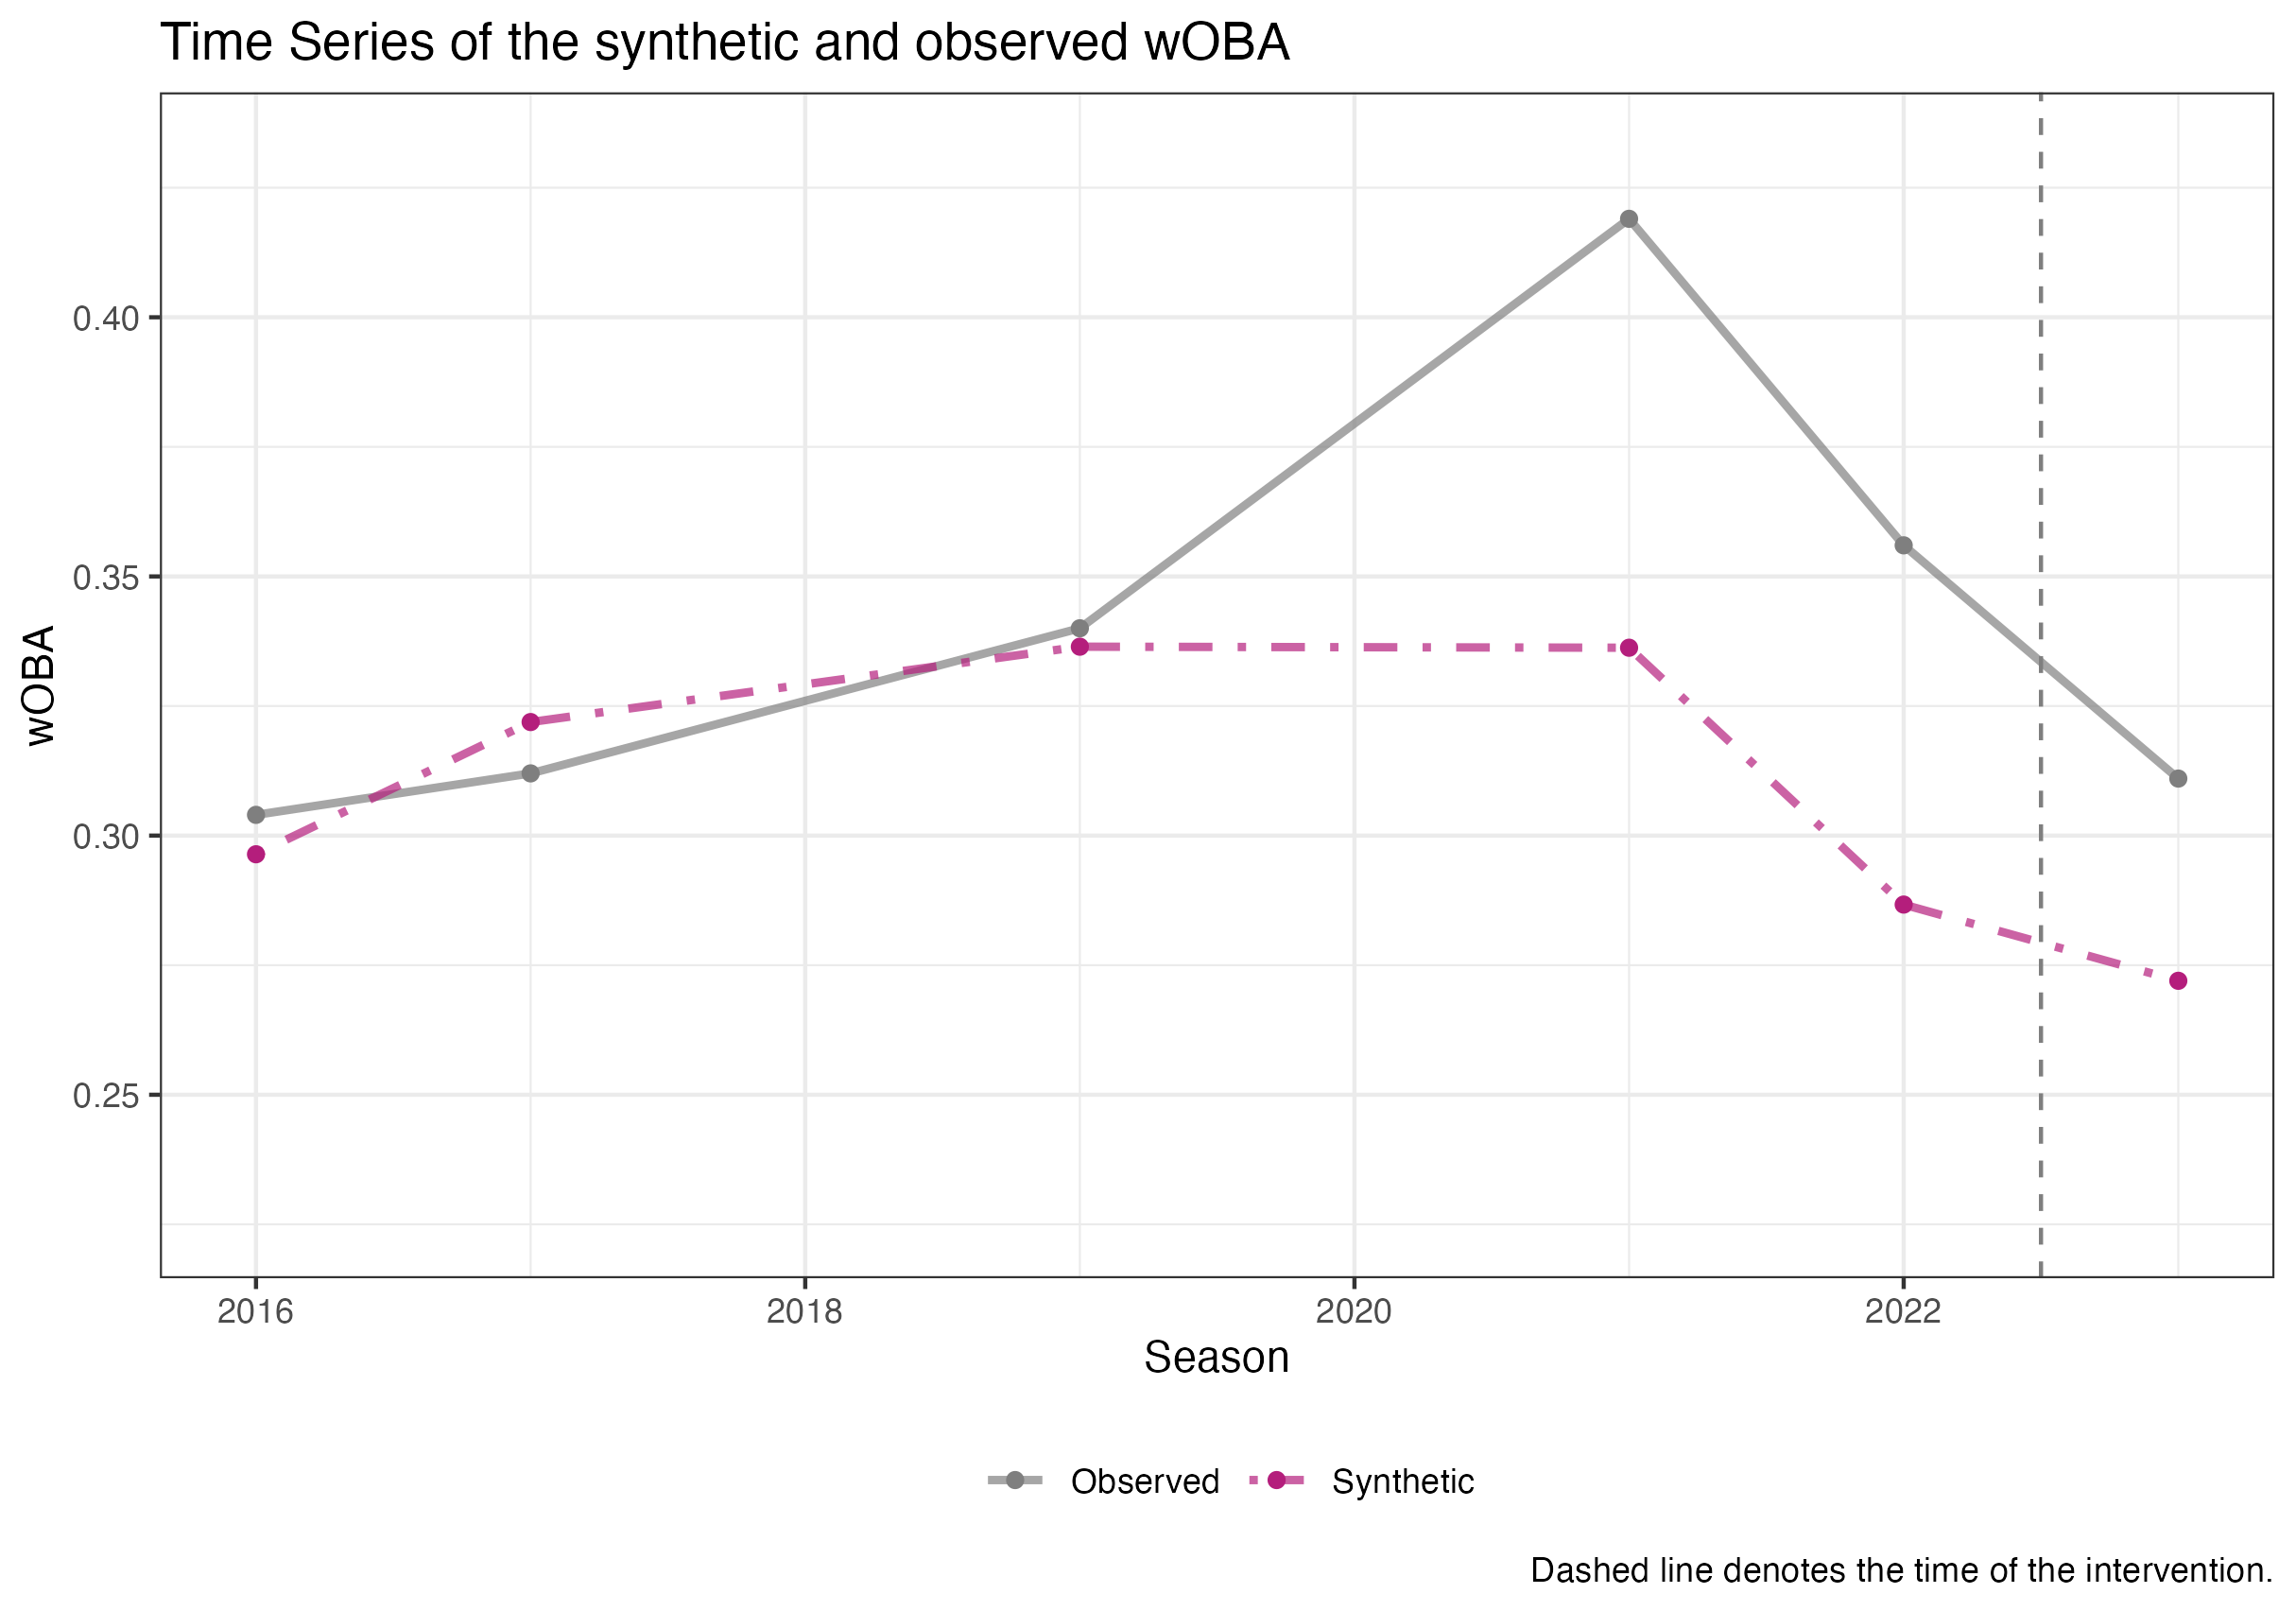 Time Series of the synthetic and observed wOBA
wOBA
0.40
0.35
0.30
0.25
2016 2018 2020 2022
Season
Observed Synthetic
Dashed line denotes the time of the intervention.